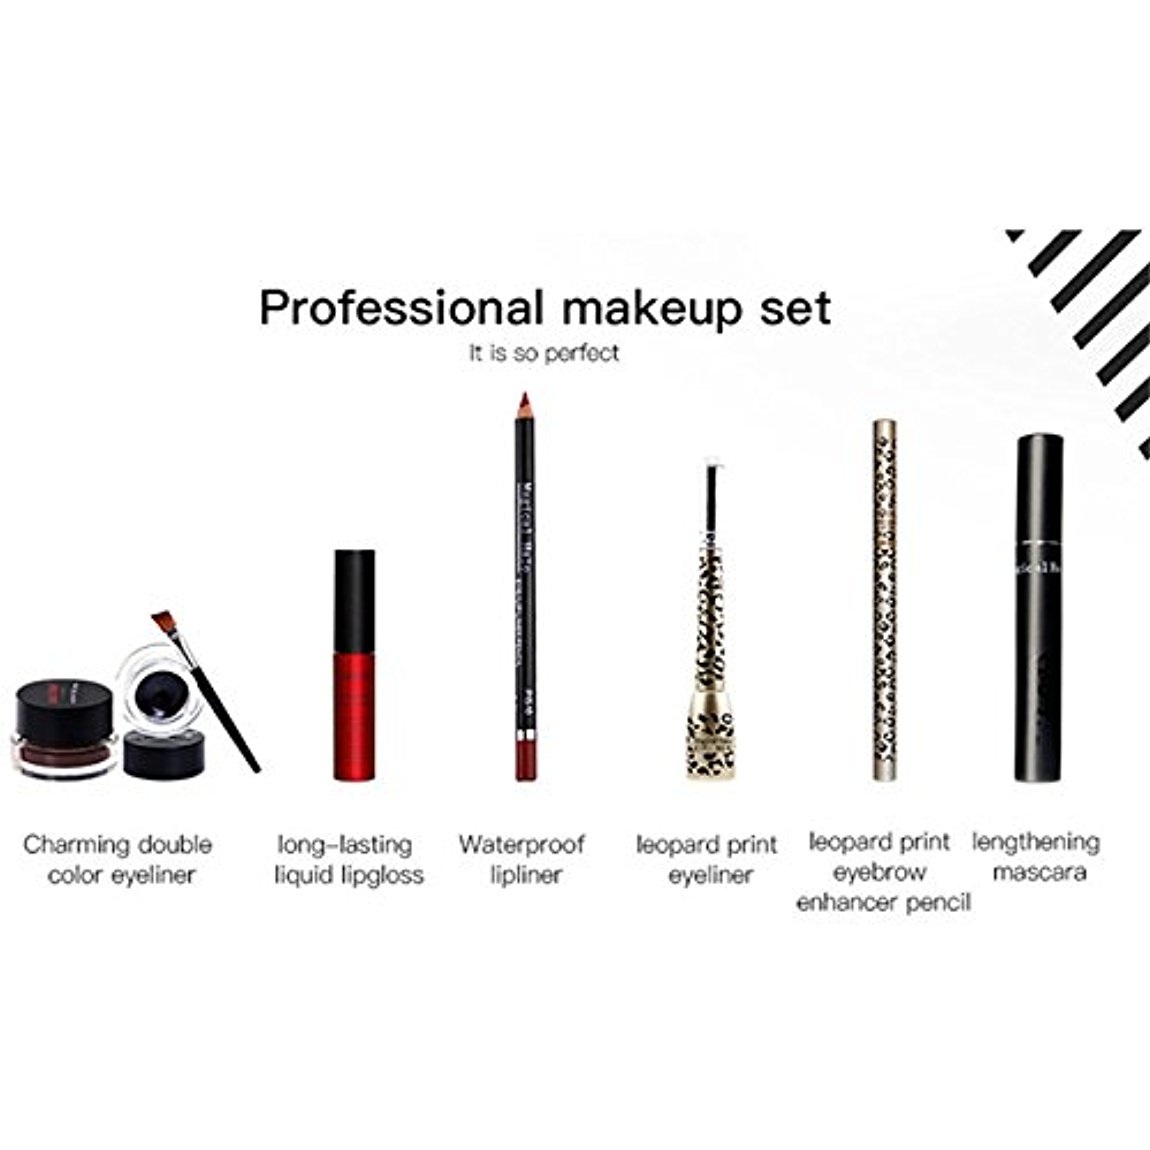 Professional makeup set
It is so perfect
Charming double
color eyeliner
long-lasting
liquid lipgloss
Waterproof
lipliner
leopard print
eyeliner
leopard print
eyebrow
enhancer pencil
lengthening
mascara